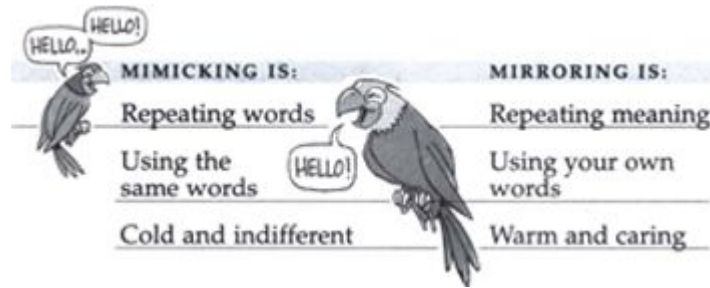 HELLO!
HELLO..
MIMICKING IS:
Repeating words
Using the
same words
Cold and indifferent
HELLO!
MIRRORING IS:
Repeating meaning
Using your own
words
Warm and caring